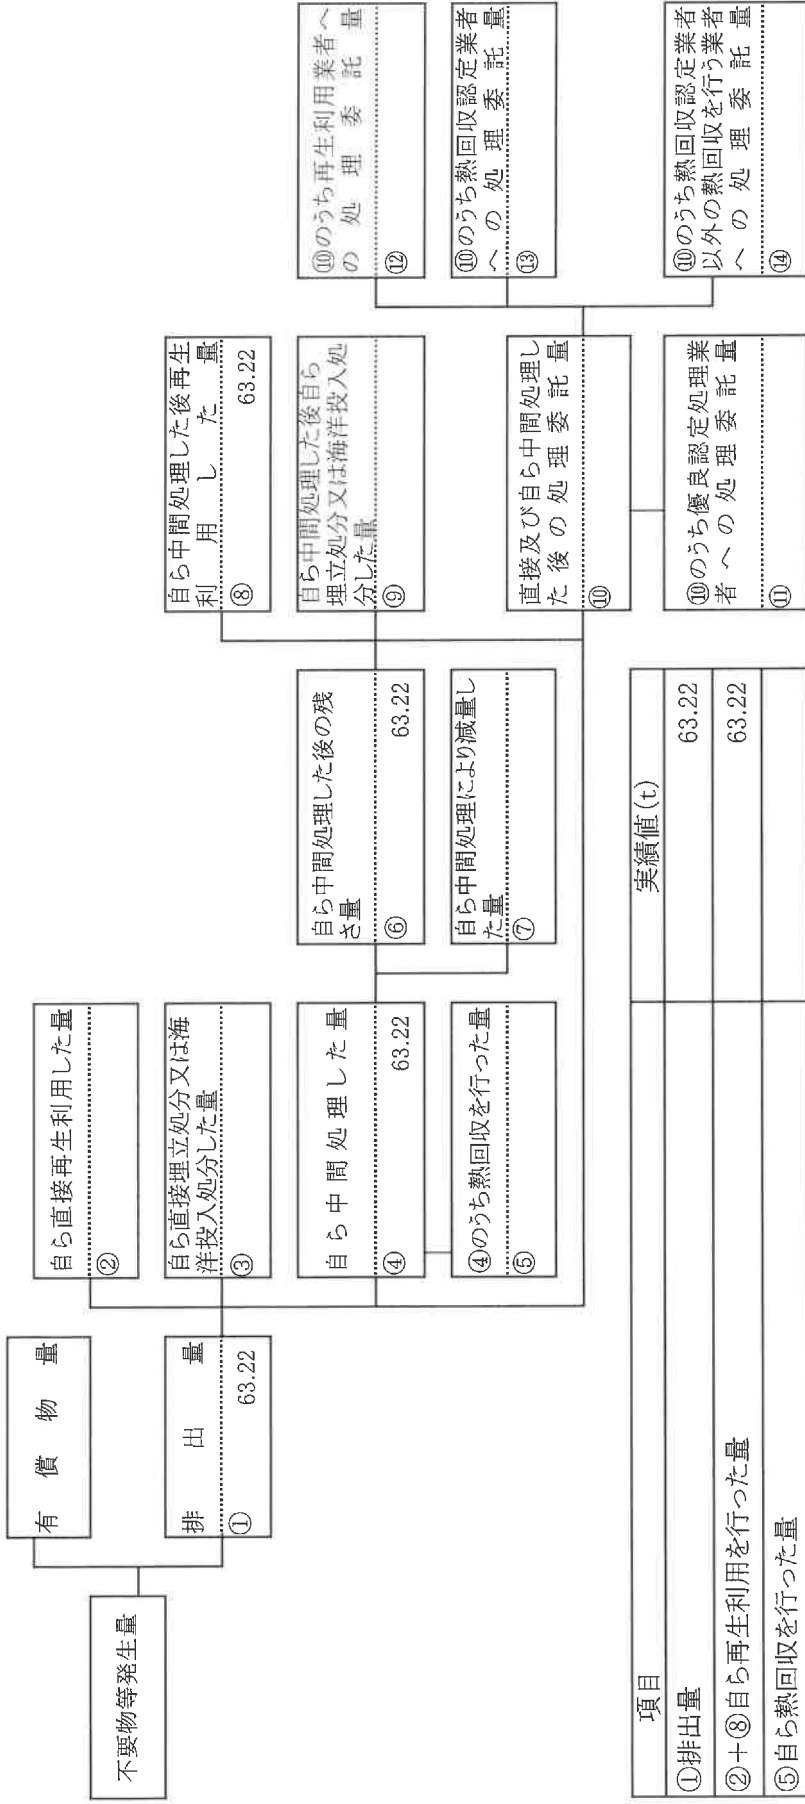 不要物等発生量
有償物量
排出量
① 63.22
自ら直接再生利用した量
②
自ら直接埋立処分又は海
洋投入処分した量
③
自ら中間処理した量
④ 63.22
④のうち熱回収を行った量
⑤
自ら中間処理した後の残
さ量
⑥ 63.22
自ら中間処理により減量し
た量
⑦
自ら中間処理した後再生
利用した量
⑧ 63.22
自ら中間処理した後自ら
埋立処分又は海洋投入処
分した量
⑨
直接及び自ら中間処理し
た後の処理委託量
⑩
⑩のうち優良認定処理業
者への処理委託量
⑪
⑩のうち再生利用業者へ
の処理委託量
⑫
⑩のうち熱回収認定業者
への処理委託量
⑬
⑩のうち熱回収認定業者
以外の熱回収を行う業者
への処理委託量
⑭
項目 実績値(t)
①排出量 63.22
②+⑧自ら再生利用を行った量 63.22
⑤自ら熱回収を行った量